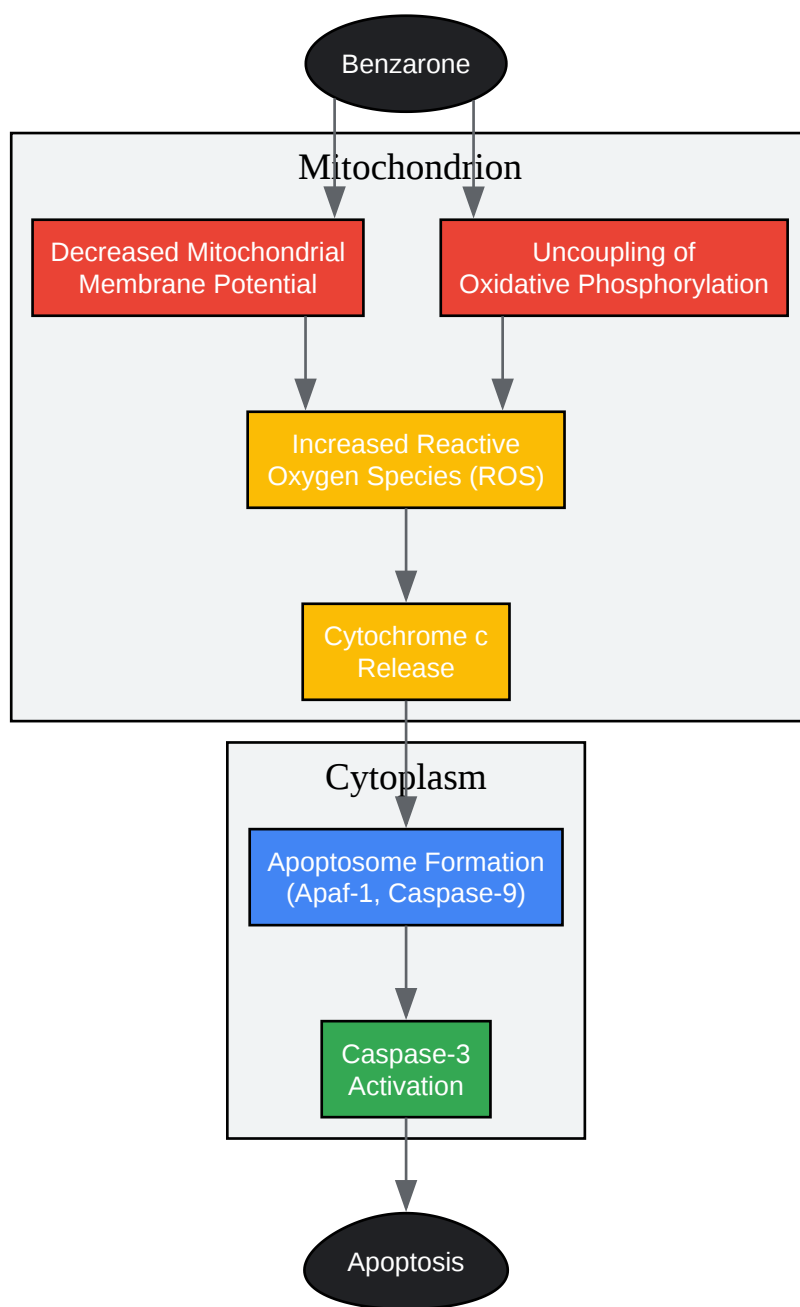 Benzarone
Mitochondrion
Decreased Mitochondrial
Membrane Potential
Uncoupling of
Oxidative Phosphorylation
Increased Reactive
Oxygen Species (ROS)
Cytochrome c
Release
Cytoplasm
Apoptosome Formation
(Apaf-1, Caspase-9)
Caspase-3
Activation
Apoptosis